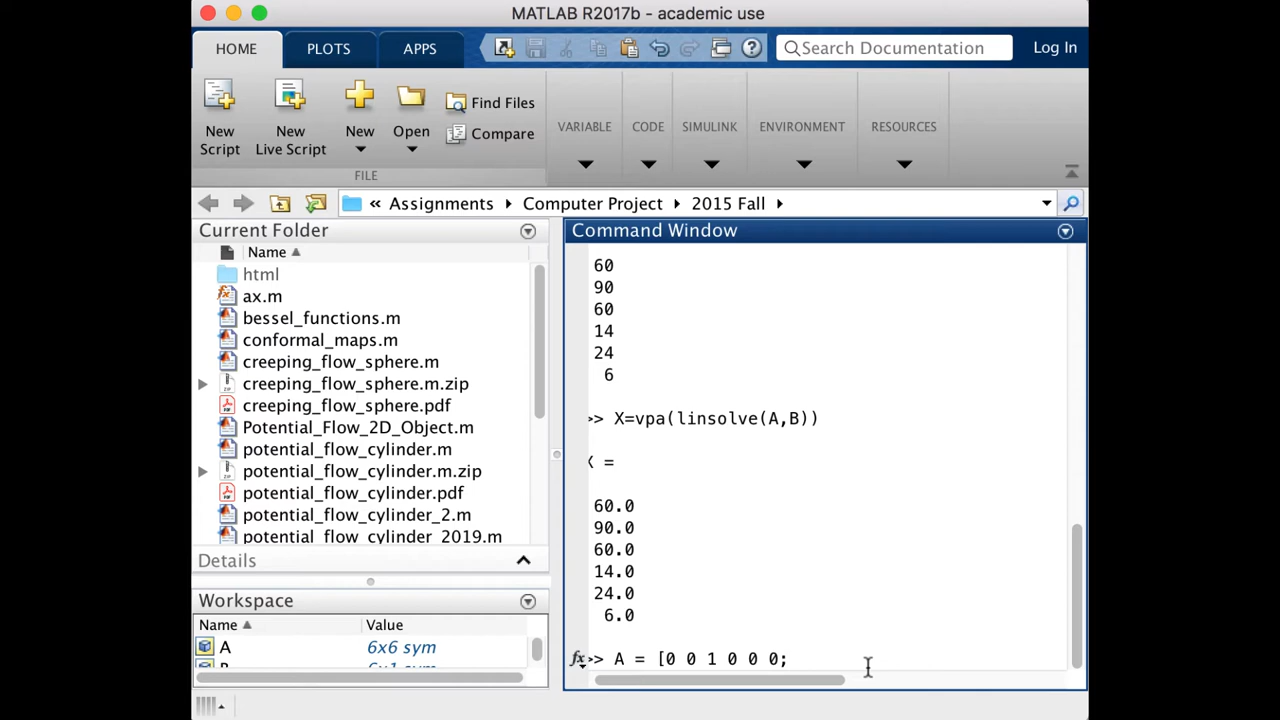 MATLAB R2017b - academic use
HOME
PLOTS
APPS
Search Documentation
Log In
New Script
New Live Script
New
Open
Find Files
Compare
VARIABLE
CODE
SIMULINK
ENVIRONMENT
RESOURCES
FILE
« Assignments Computer Project 2015 Fall
Current Folder
Name
html
ax.m
bessel_functions.m
conformal_maps.m
creeping_flow_sphere.m
creeping_flow_sphere.m.zip
creeping_flow_sphere.pdf
Potential_Flow_2D_Object.m
potential_flow_cylinder.m
potential_flow_cylinder.m.zip
potential_flow_cylinder.pdf
potential_flow_cylinder_2.m
potential_flow_cylinder_2019.m
Details
Workspace
Name Value
A 6x6 sym
B 6x1 sym
Command Window
60
90
60
14
24
6
>> X=vpa(linsolve(A,B))
X =
60.0
90.0
60.0
14.0
24.0
6.0
fx >> A = [0 0 1 0 0 0;